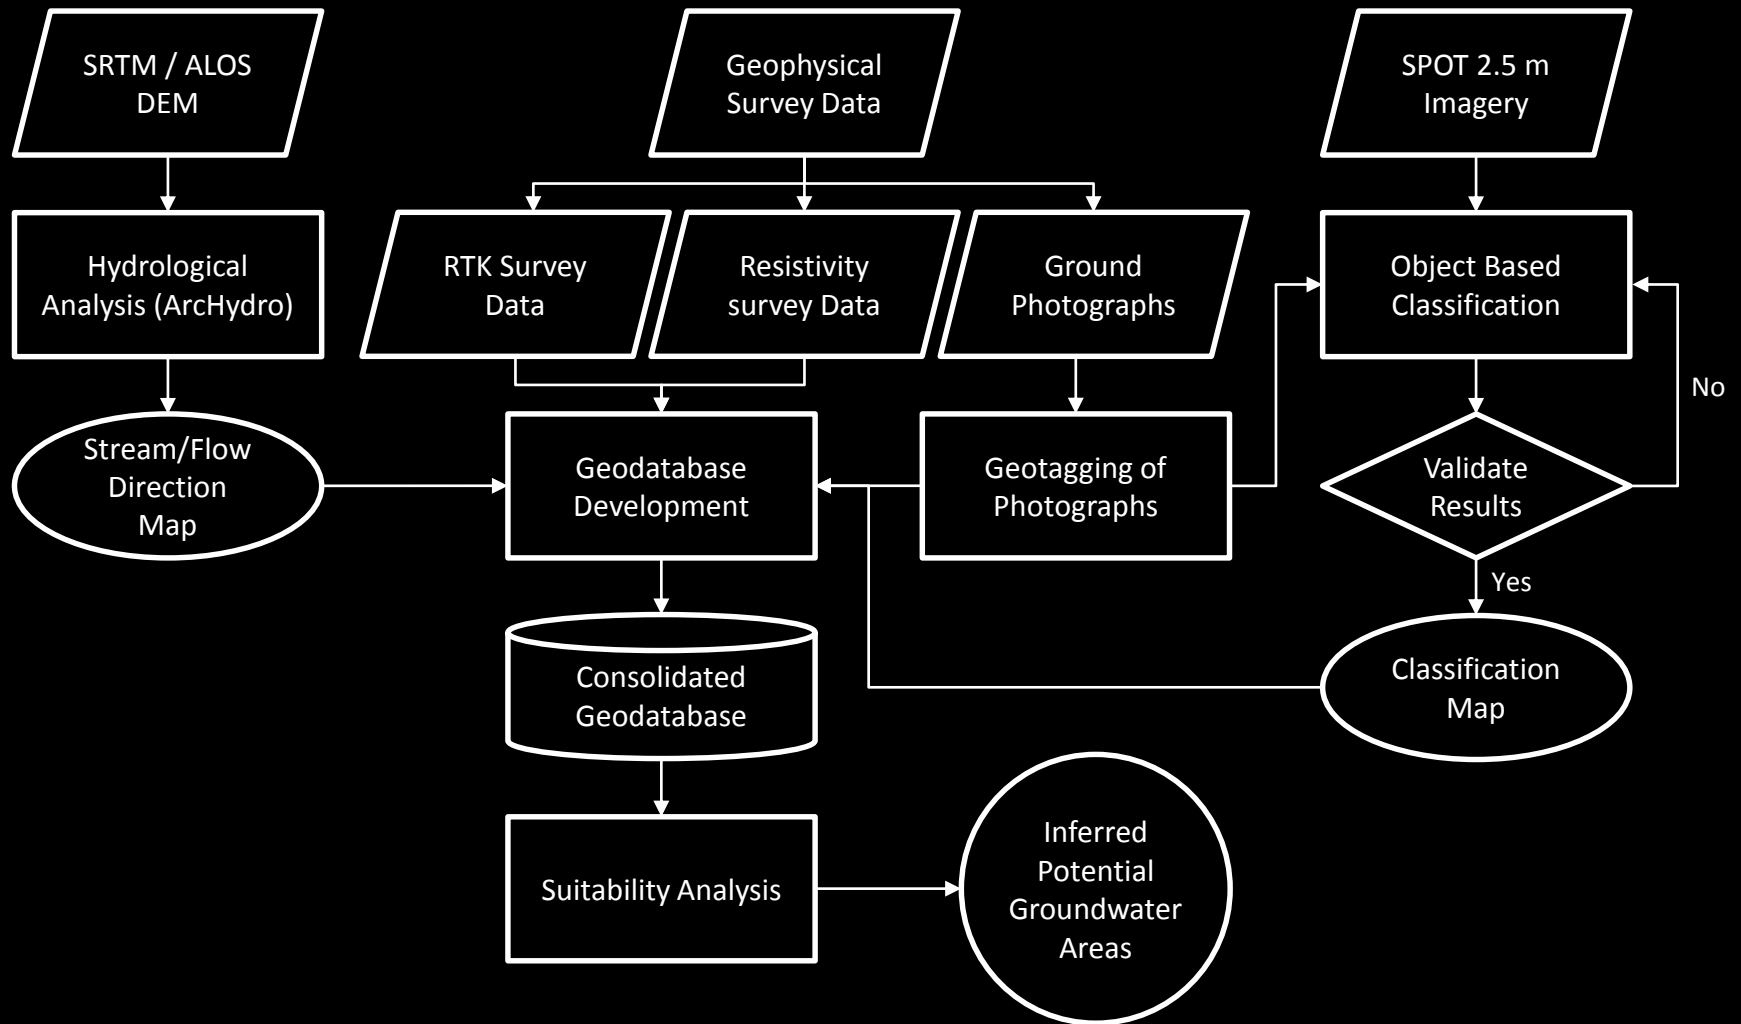 SRTM / ALOS
DEM
Geophysical
Survey Data
SPOT 2.5 m
Imagery
Hydrological
Analysis (ArcHydro)
RTK Survey
Data
Resistivity
survey Data
Ground
Photographs
Object Based
Classification
No
Stream/Flow
Direction
Map
Geodatabase
Development
Geotagging of
Photographs
Validate
Results
Yes
Consolidated
Geodatabase
Classification
Map
Suitability Analysis
Inferred
Potential
Groundwater
Areas